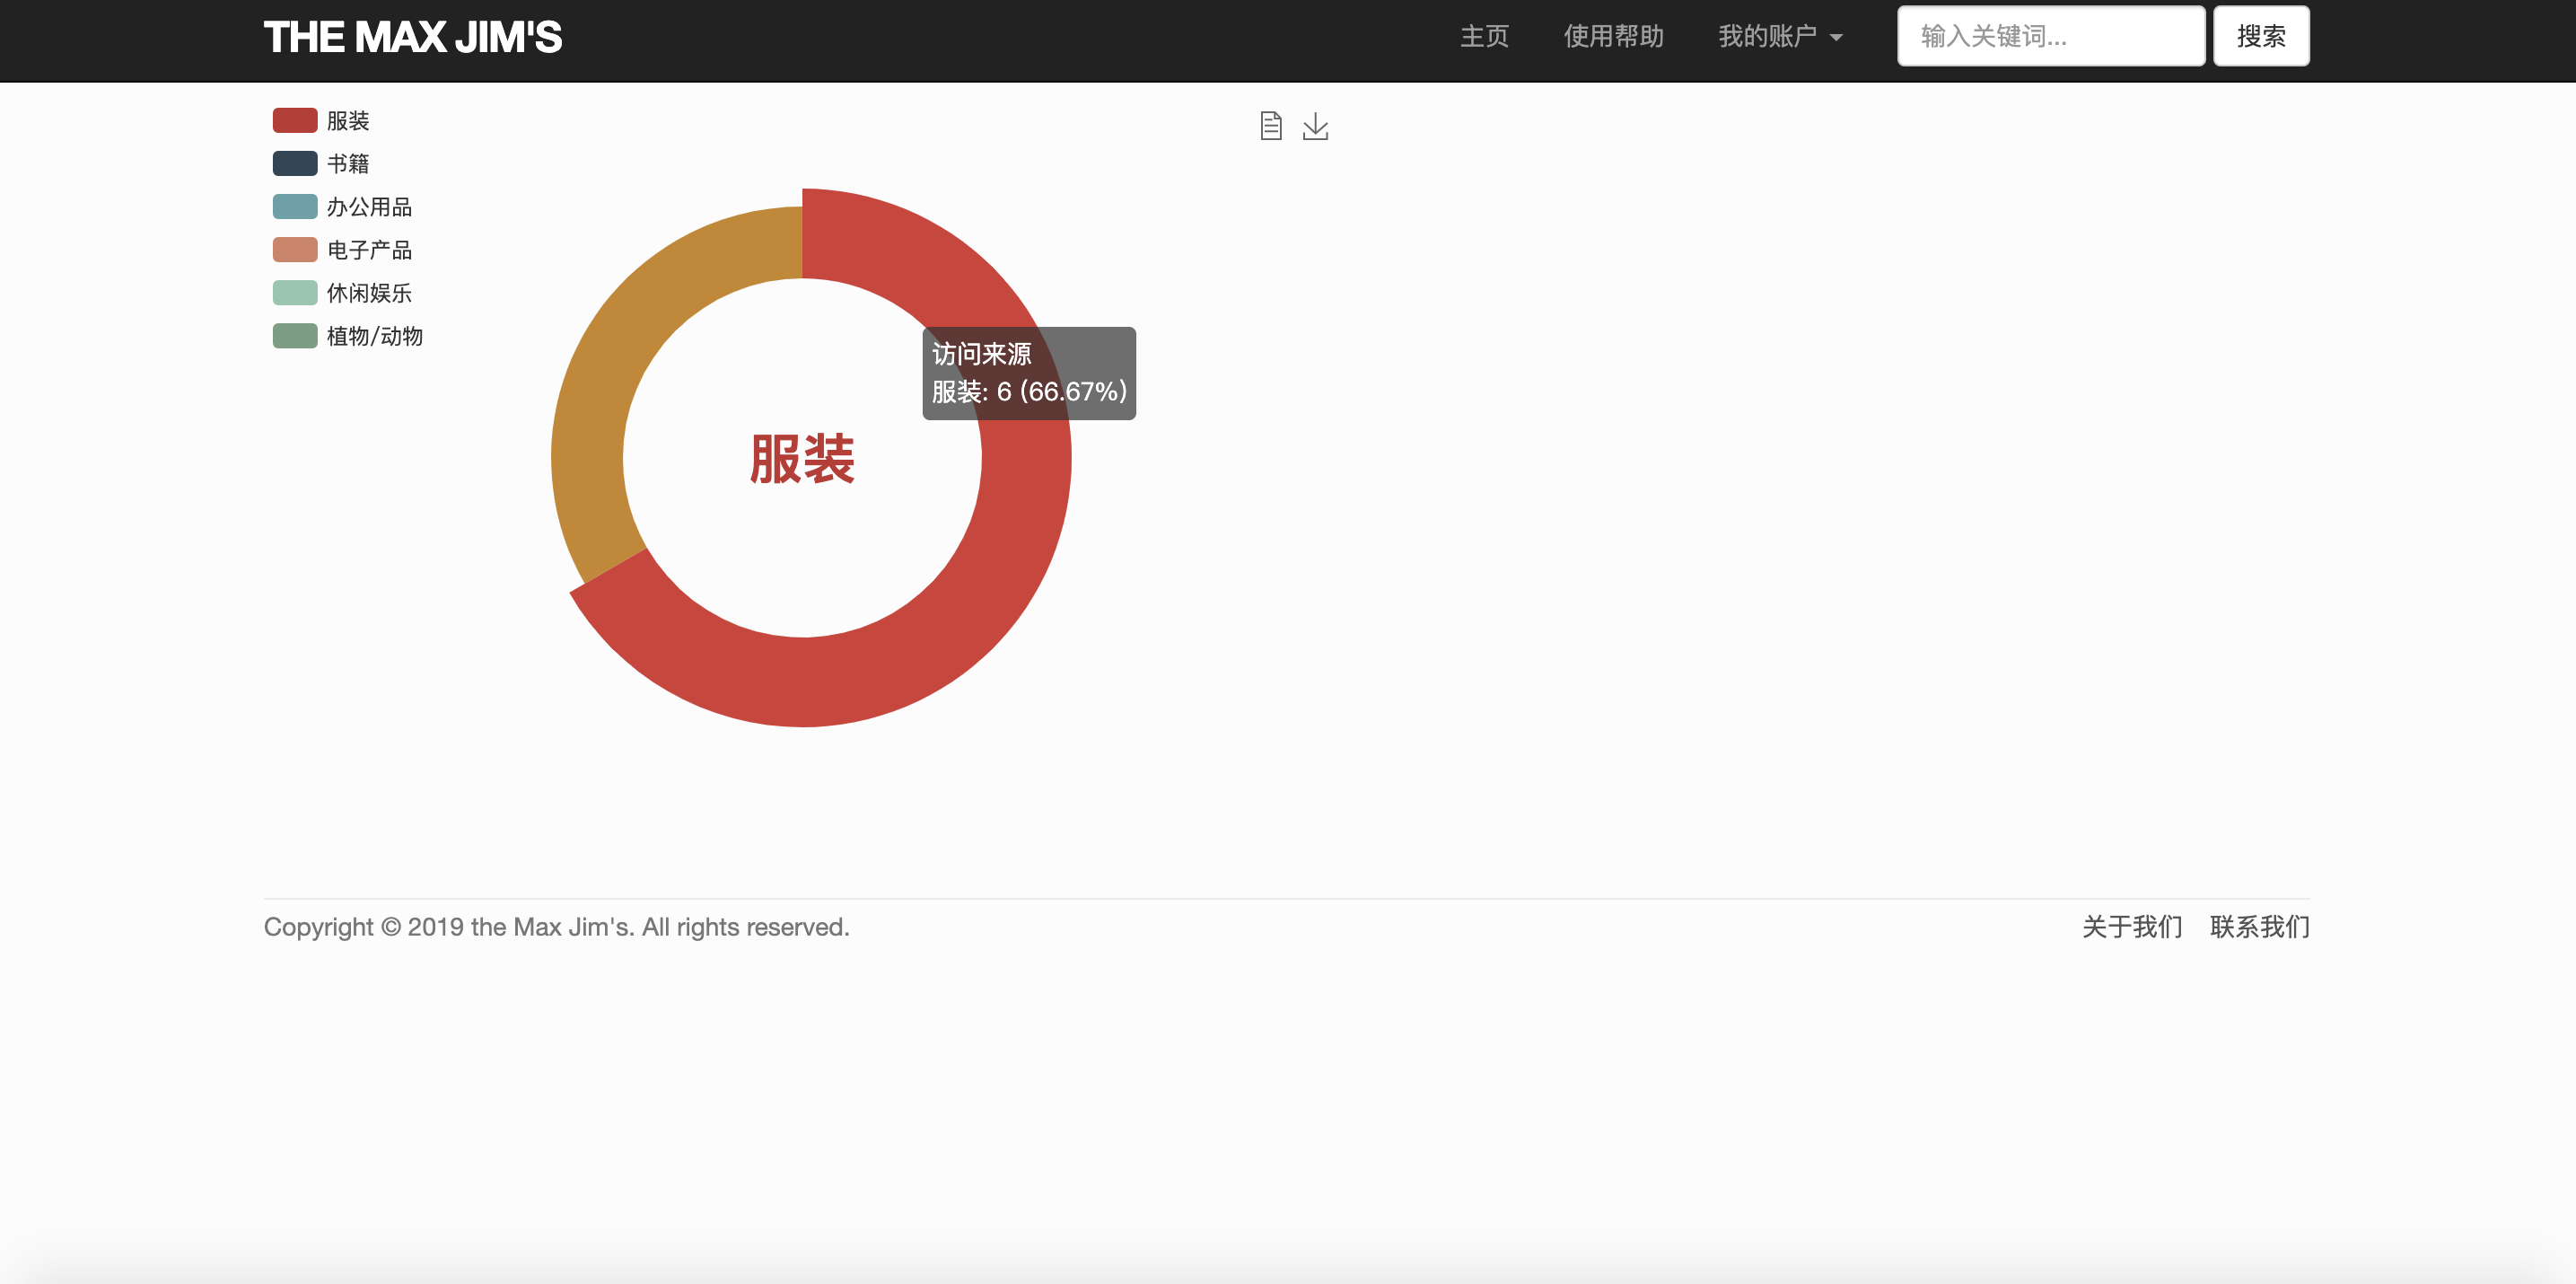 THE MAX JIM'S
主页
使用帮助
我的账户
输入关键词...
搜索
服装
书籍
办公用品
电子产品
休闲娱乐
植物/动物
访问来源
服装: 6 (66.67%)
服装
Copyright © 2019 the Max Jim's. All rights reserved.
关于我们
联系我们